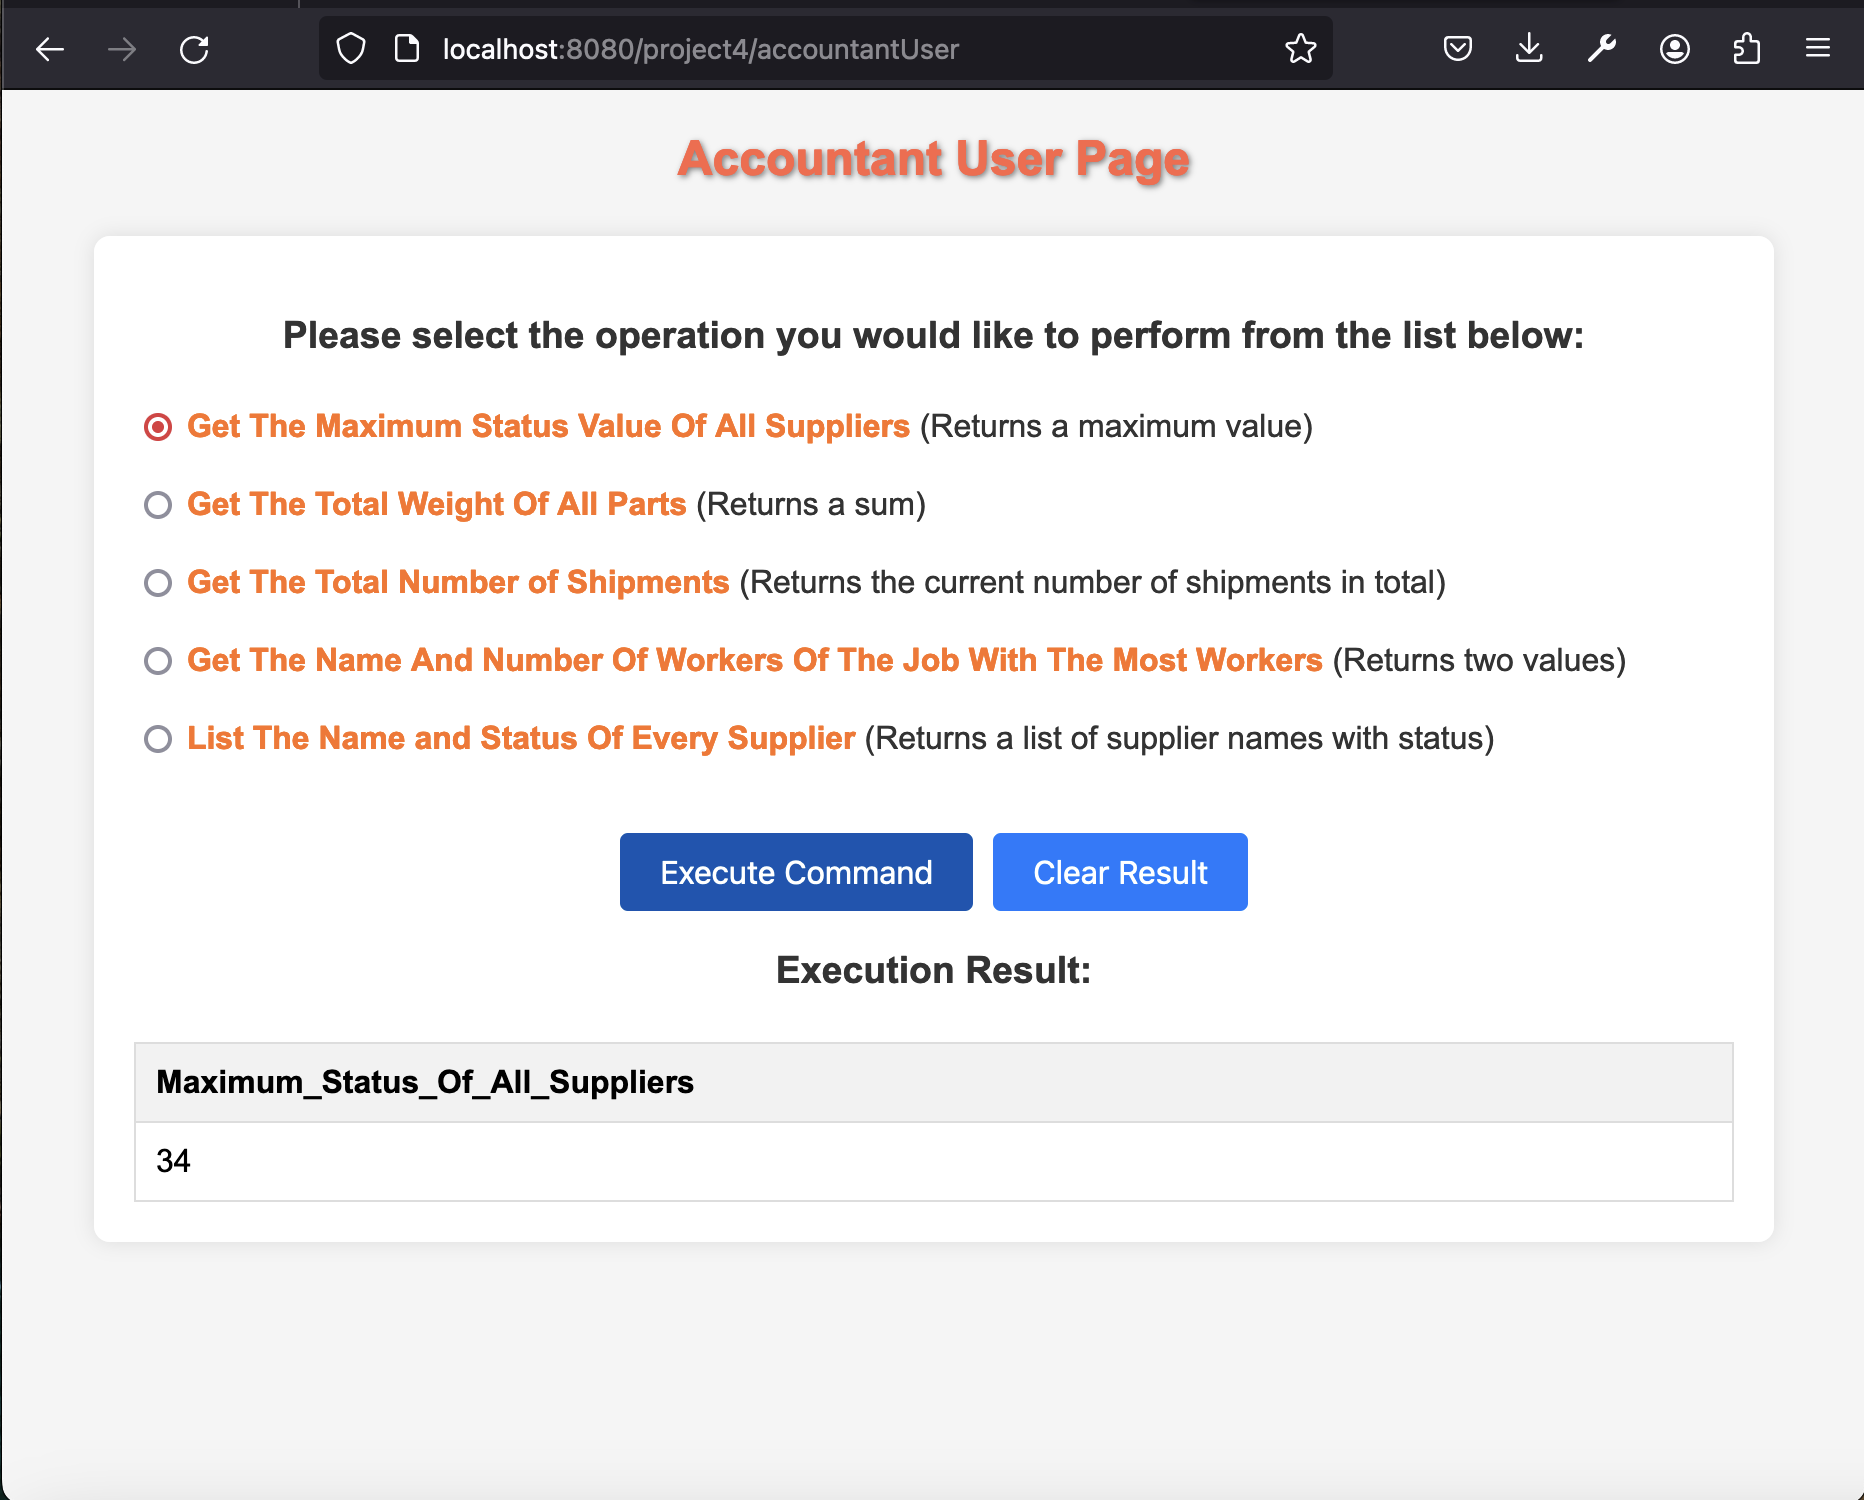 localhost:8080/project4/accountantUser
Accountant User Page
Please select the operation you would like to perform from the list below:
Get The Maximum Status Value Of All Suppliers (Returns a maximum value)
Get The Total Weight Of All Parts (Returns a sum)
Get The Total Number of Shipments (Returns the current number of shipments in total)
Get The Name And Number Of Workers Of The Job With The Most Workers (Returns two values)
List The Name and Status Of Every Supplier (Returns a list of supplier names with status)
Execute Command Clear Result
Execution Result:
Maximum_Status_Of_All_Suppliers
34